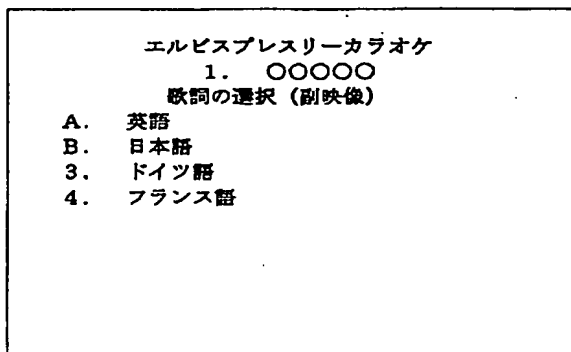 エルビスプレスリーカラオケ
1. ○○○○○
歌詞の選択（副映像）
A. 英語
B. 日本語
3. ドイツ語
4. フランス語